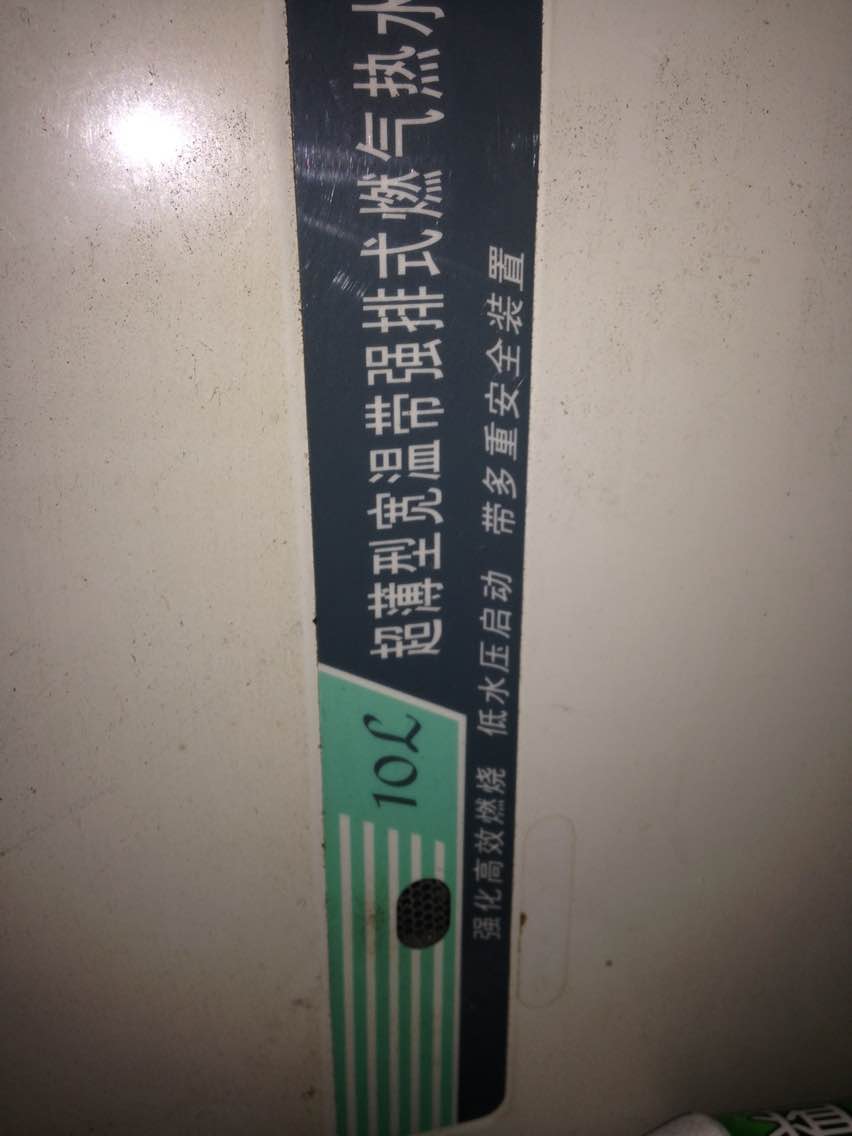 10L
超薄型宽温带强排式燃气热水
强化高效燃烧 低水压启动 带多重安全装置